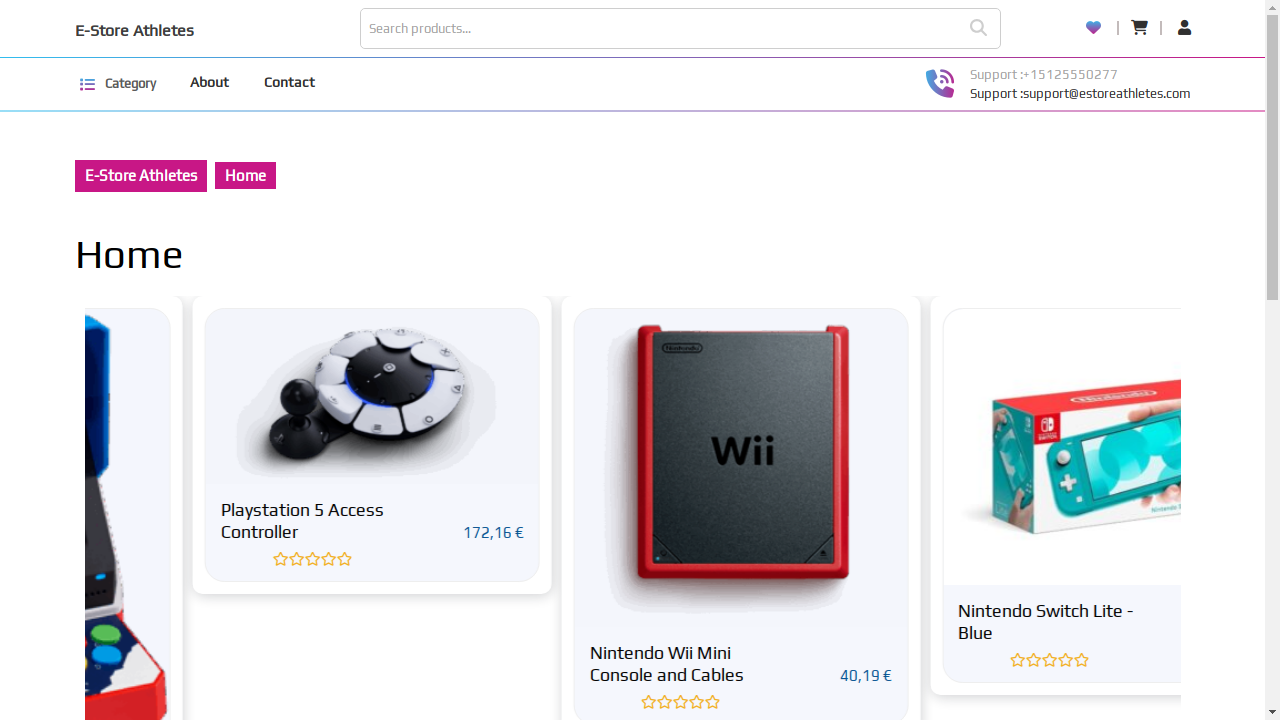 E-Store Athletes
Search products...
Category
About
Contact
Support :+15125550277
Support :support@estoreathletes.com
E-Store Athletes
Home
Home
Playstation 5 Access
Controller
172,16 €
Nintendo
Wii
Nintendo Wii Mini
Console and Cables
40,19 €
Nintendo Switch Lite -
Blue